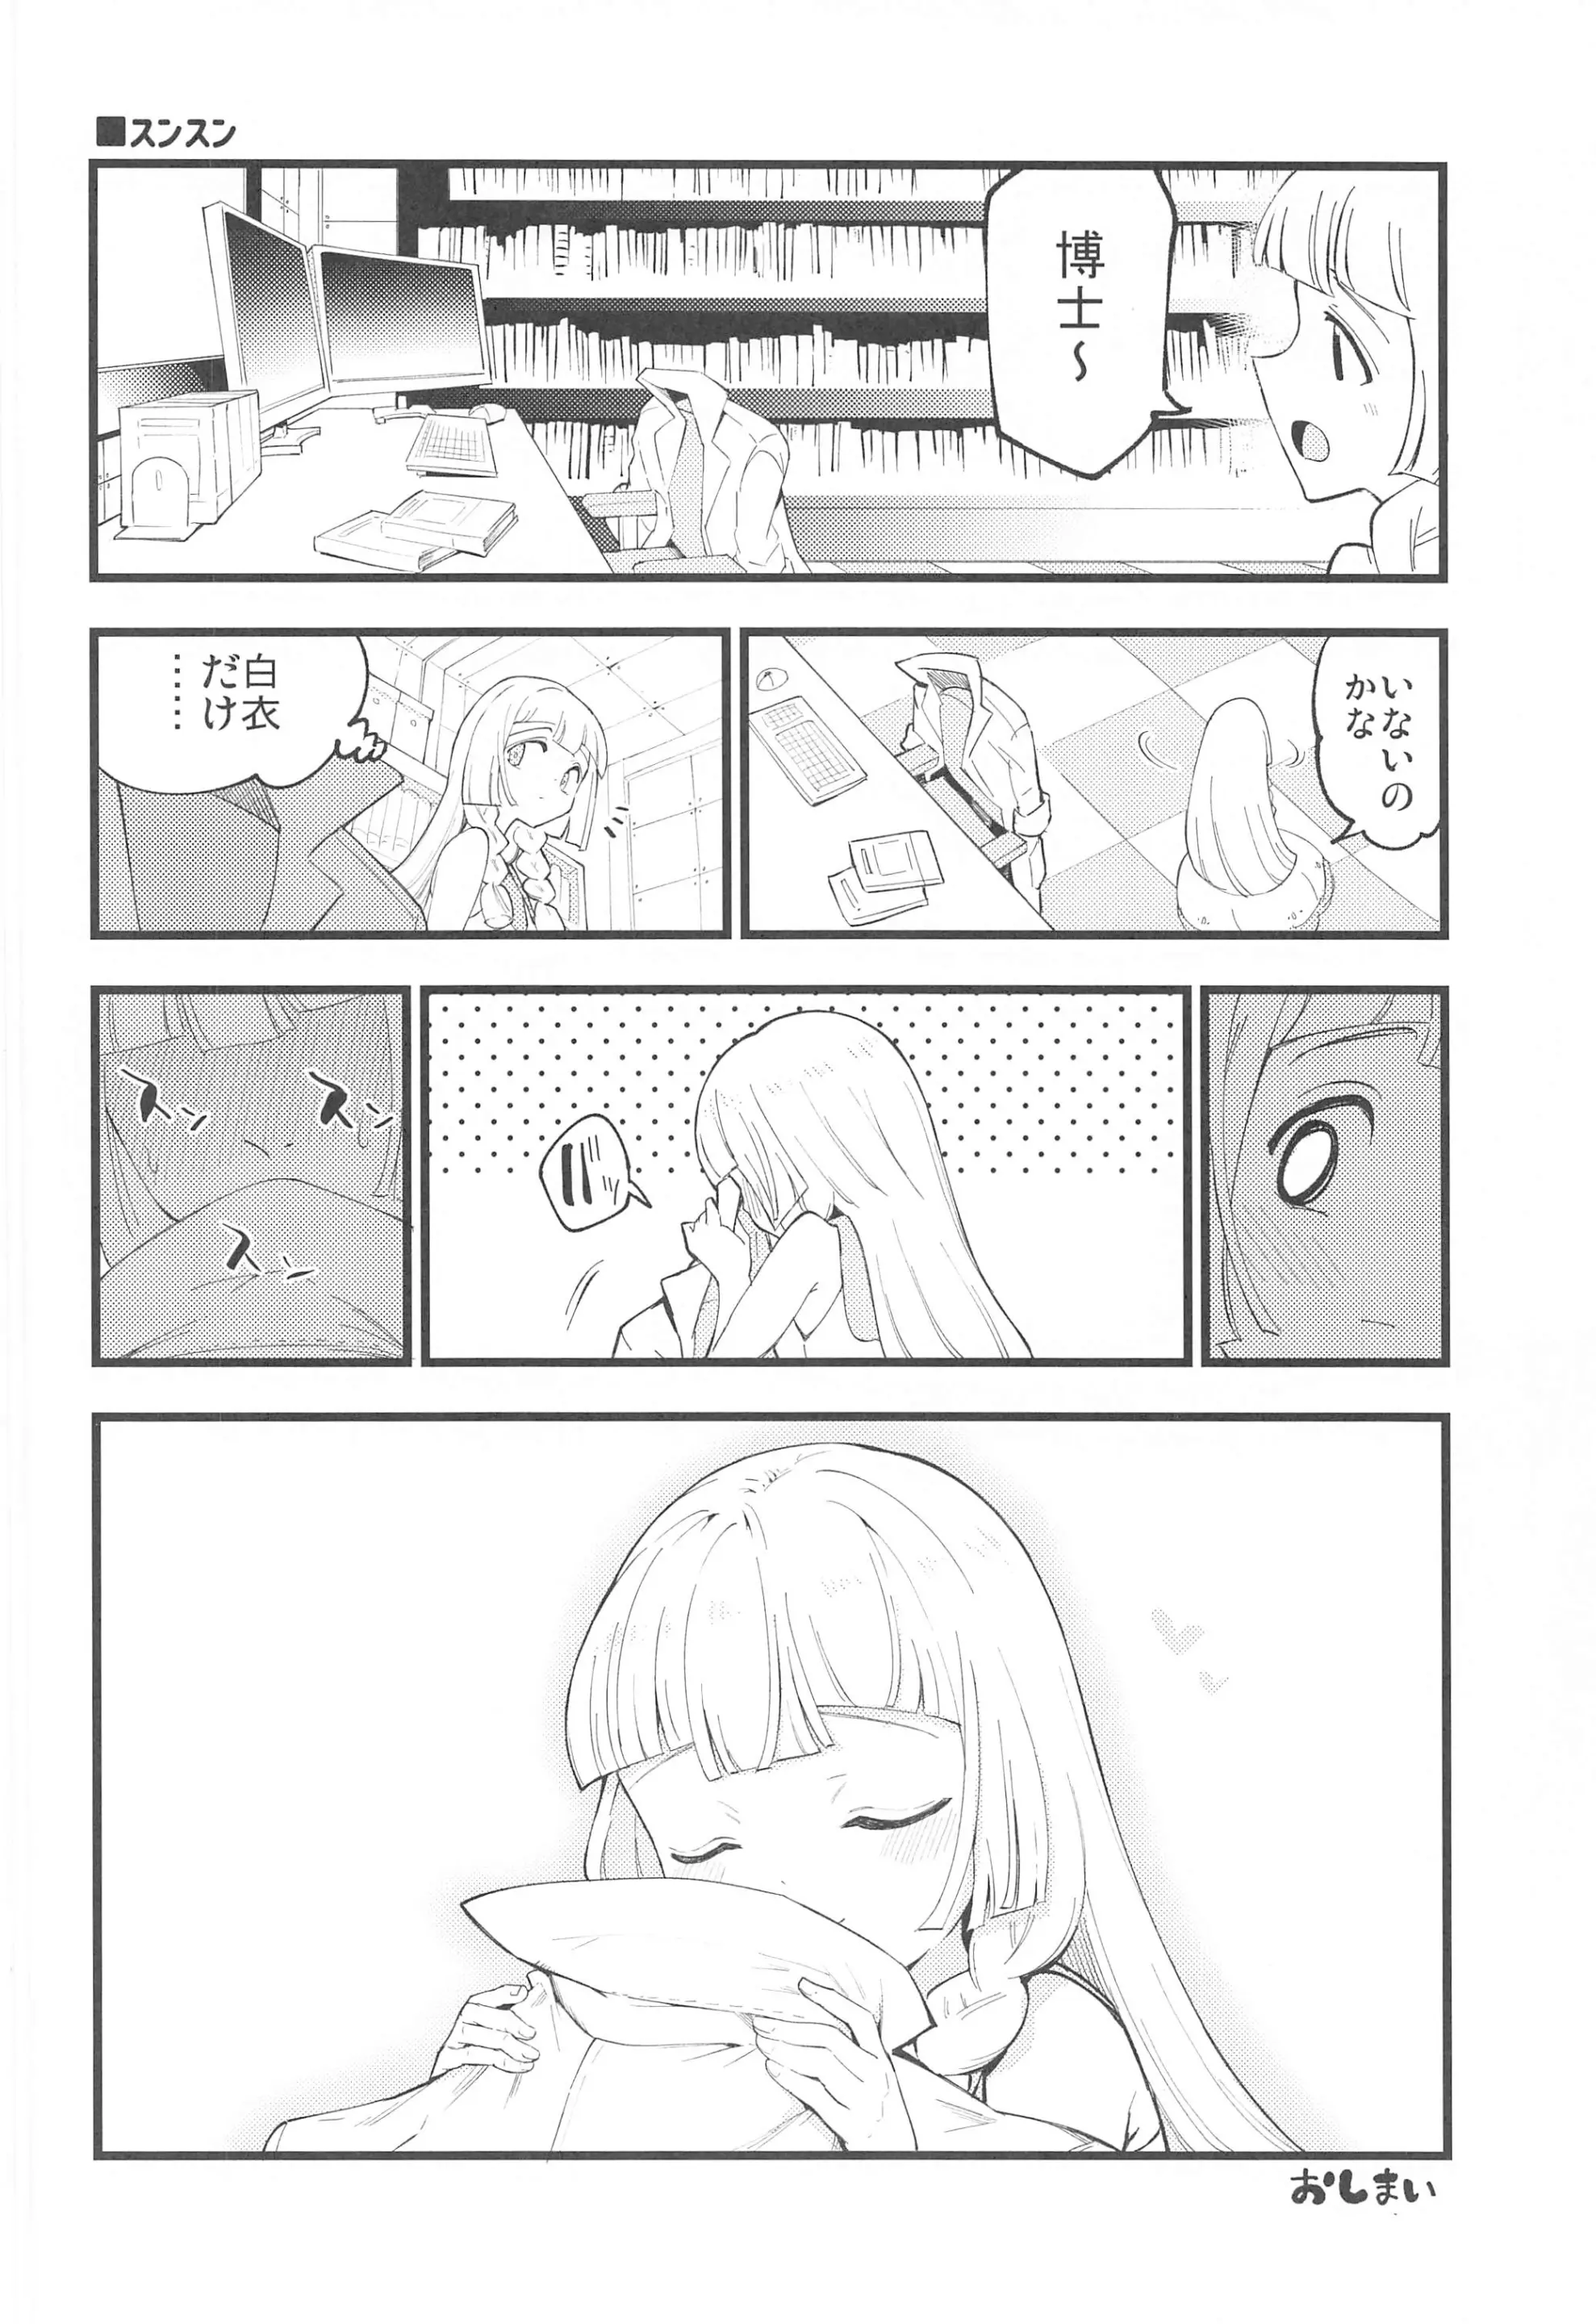 ■スンスン
博士～
いないの
かな
白衣
だけ
……
スン
スン
スン
おしまい